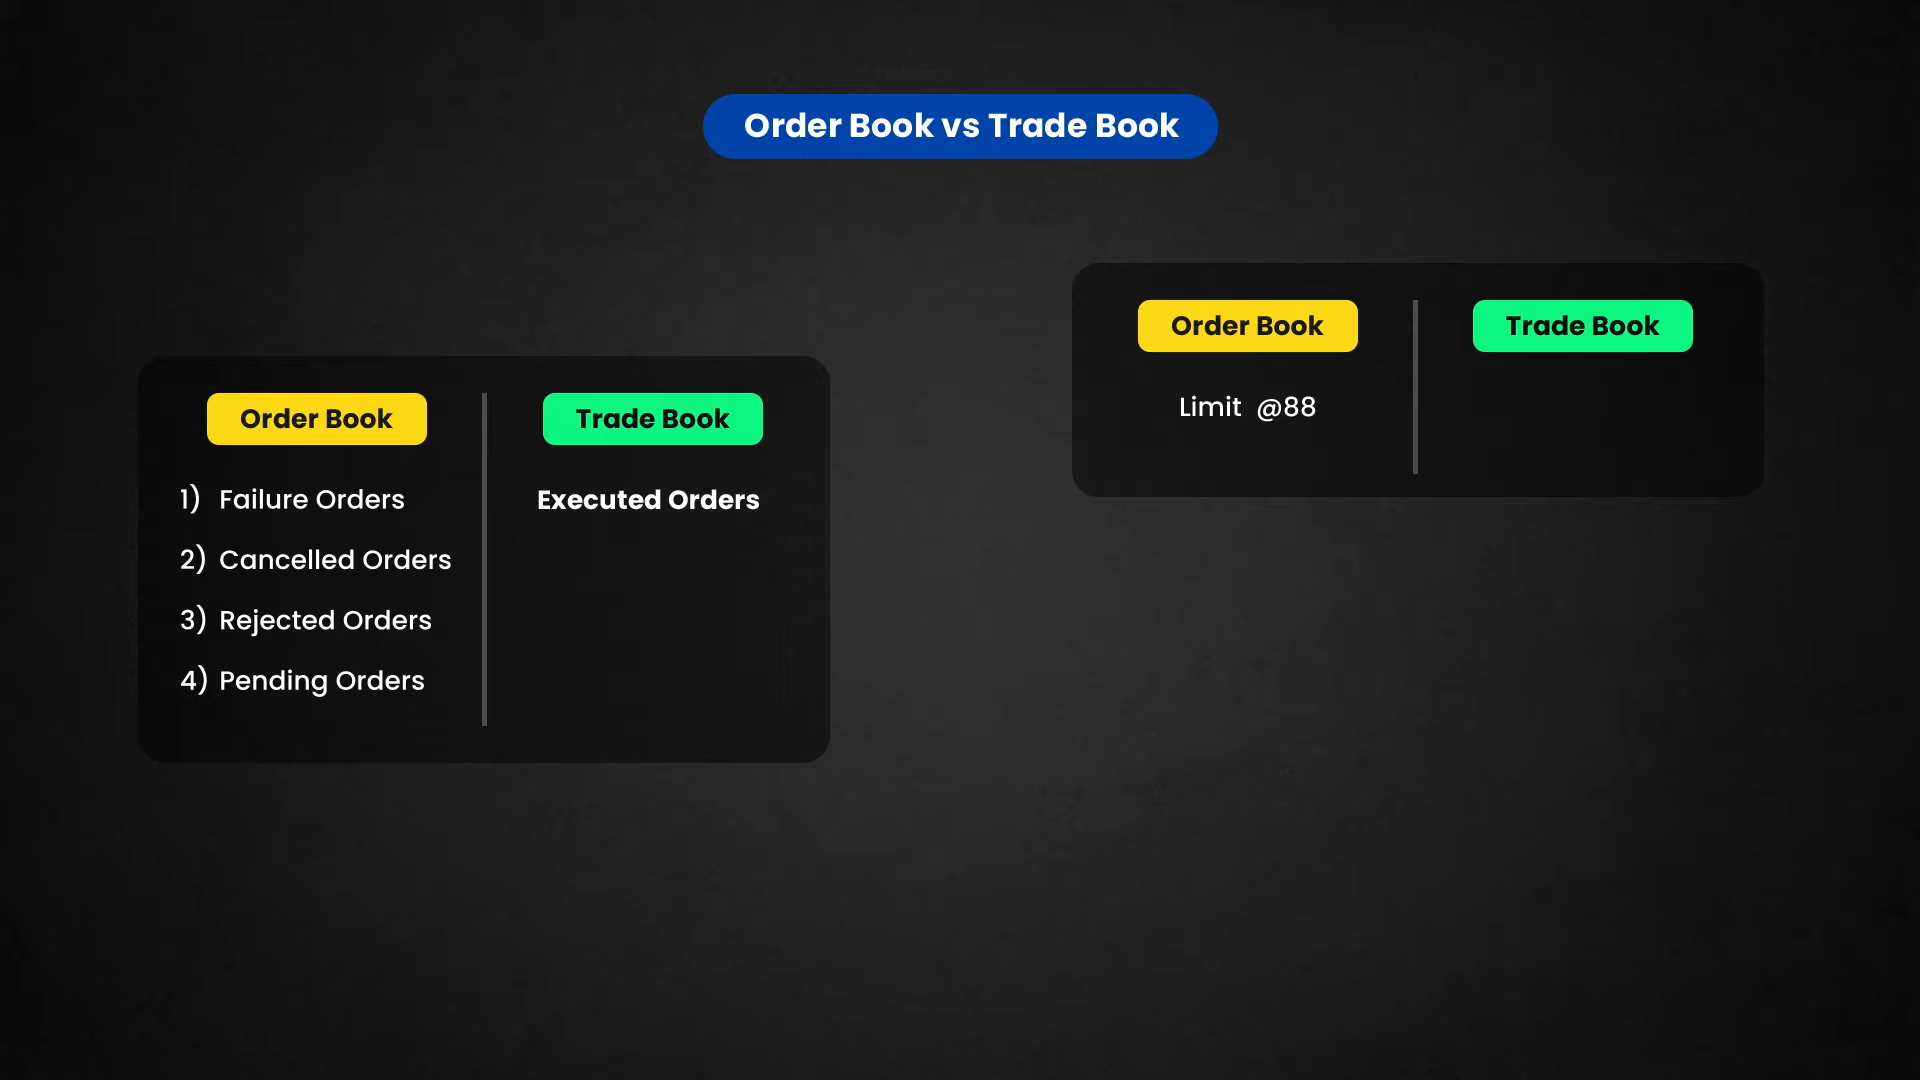 Order Book vs Trade Book
Order Book
Trade Book
1) Failure Orders
Executed Orders
2) Cancelled Orders
3) Rejected Orders
4) Pending Orders
Order Book
Trade Book
Limit @88